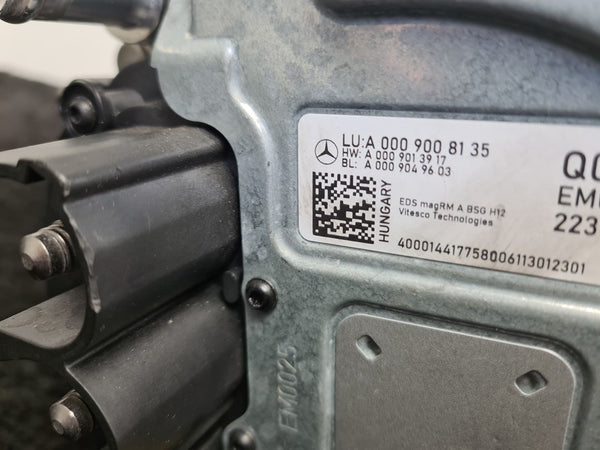 LU:A 000 900 81 35
HW: A 000 901 39 17
BL: A 000 904 96 03
HUNGARY
EDS magRM A BSG H12
Vitesco Technologies
400014417758006113012301
EM0025